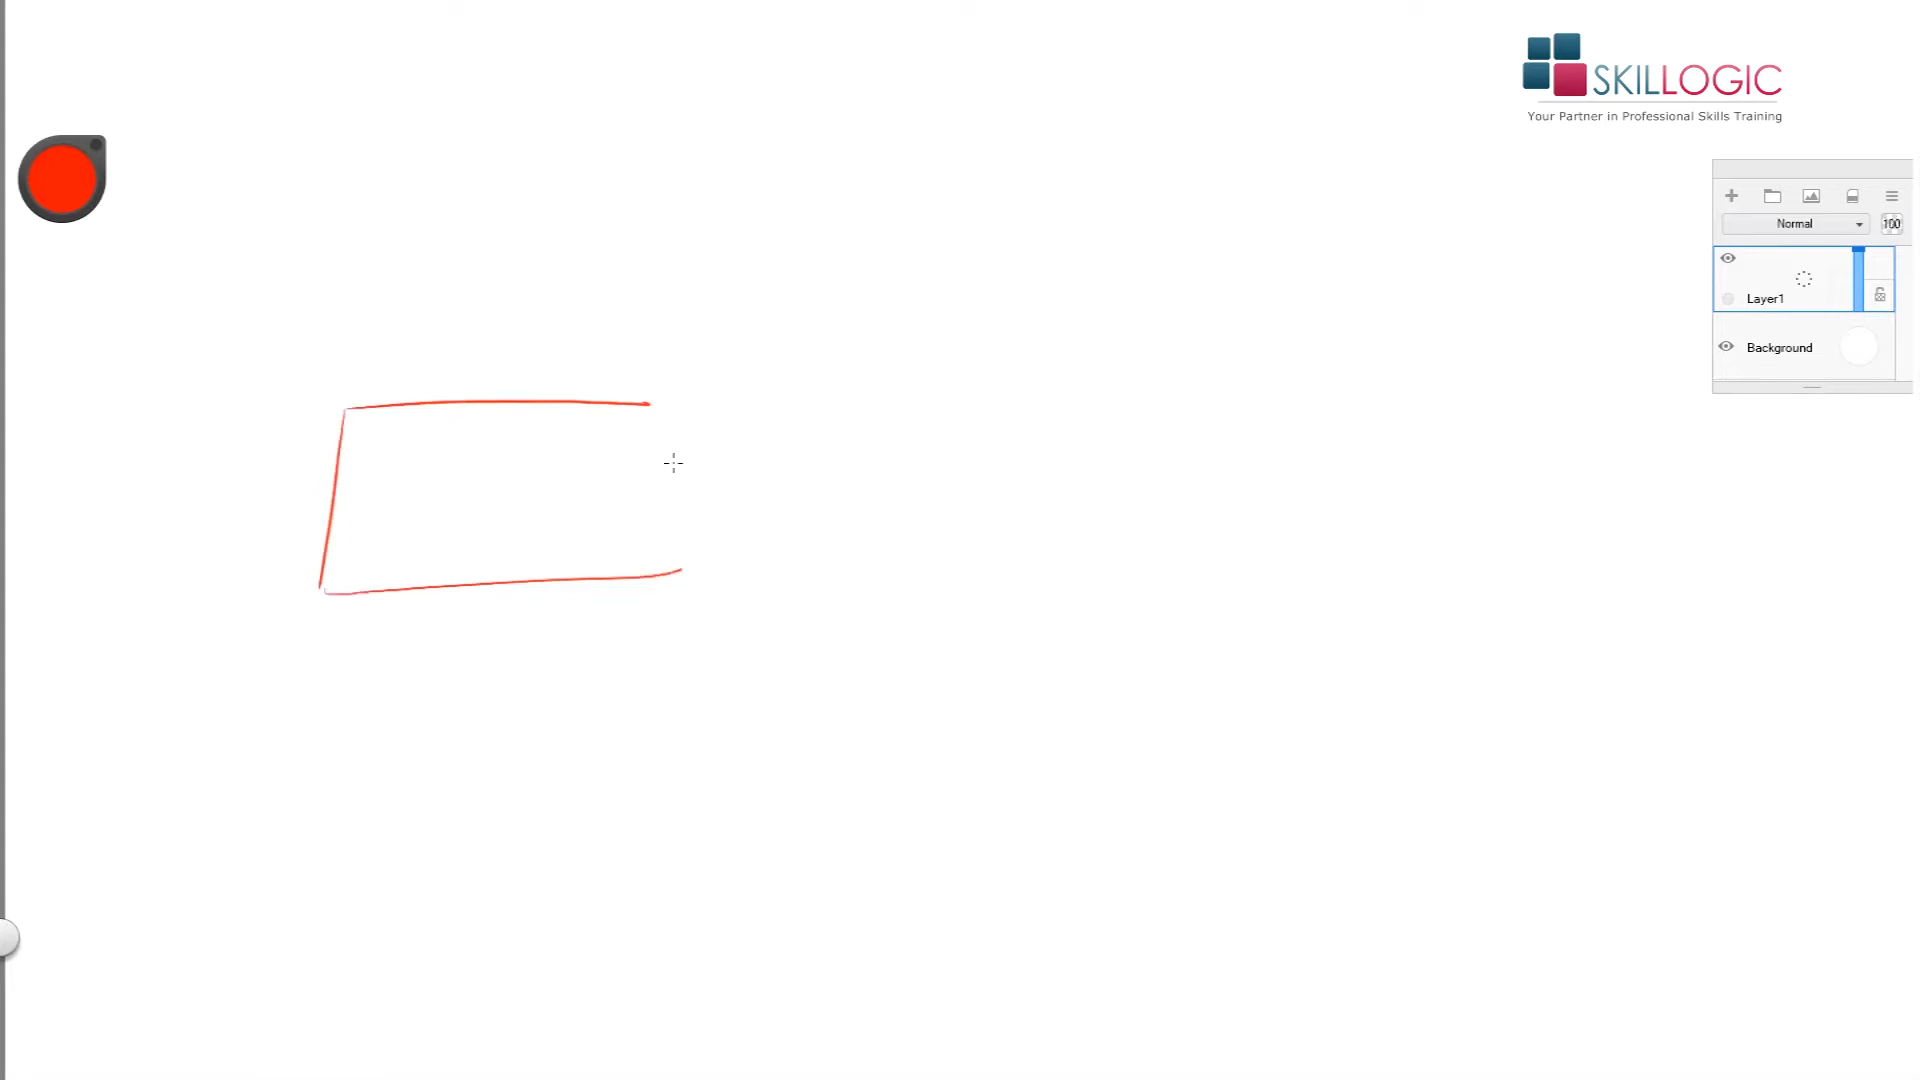 SKILLOGIC
Your Partner in Professional Skills Training
Normal
100
Layer1
Background